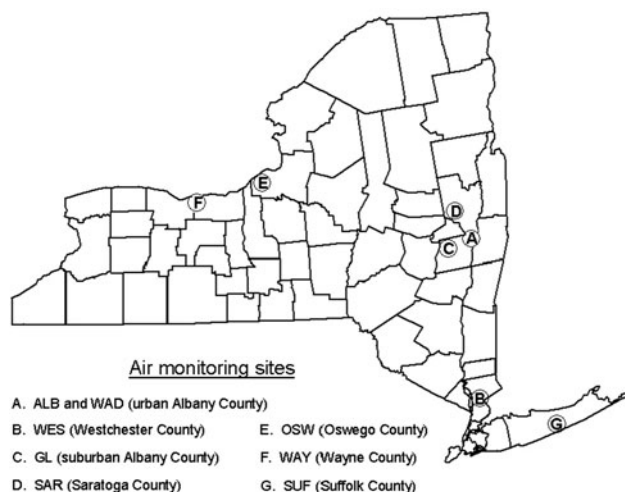 F
E
D
A
C
B
G
Air monitoring sites
A. ALB and WAD (urban Albany County)
B. WES (Westchester County)
E. OSW (Oswego County)
C. GL (suburban Albany County)
F. WAY (Wayne County)
D. SAR (Saratoga County)
G. SUF (Suffolk County)